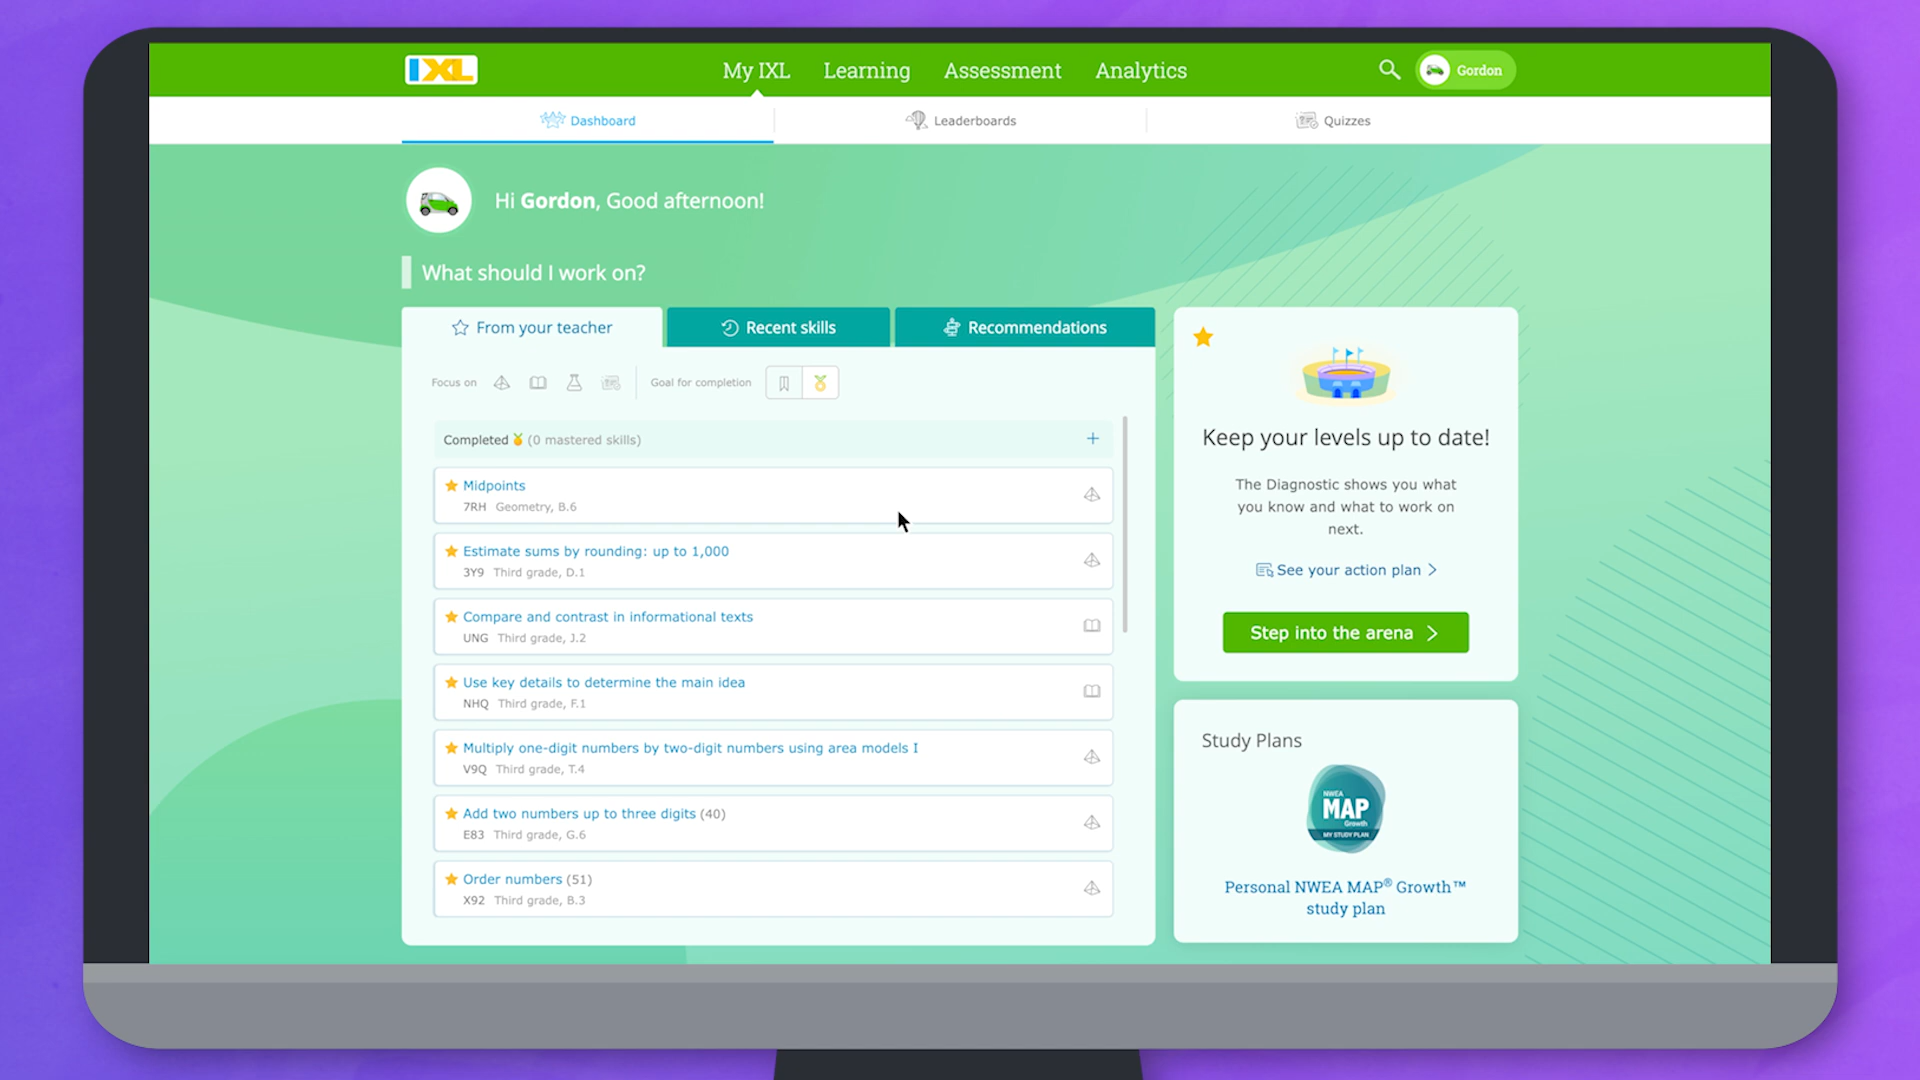 IXL
My IXL
Learning
Assessment
Analytics
Gordon
Dashboard
Leaderboards
Quizzes
Hi Gordon, Good afternoon!
What should I work on?
From your teacher
Recent skills
Recommendations
Focus on
Goal for completion
Completed (0 mastered skills)
+
Midpoints
7RH Geometry, B.6
Estimate sums by rounding: up to 1,000
3Y9 Third grade, D.1
Compare and contrast in informational texts
UNG Third grade, J.2
Use key details to determine the main idea
NHQ Third grade, F.1
Multiply one-digit numbers by two-digit numbers using area models I
V9Q Third grade, T.4
Add two numbers up to three digits (40)
E83 Third grade, G.6
Order numbers (51)
X92 Third grade, B.3
Keep your levels up to date!
The Diagnostic shows you what
you know and what to work on
next.
See your action plan >
Step into the arena >
Study Plans
NWEA
MAP
Growth
MY STUDY PLAN
Personal NWEA MAP® Growth™
study plan